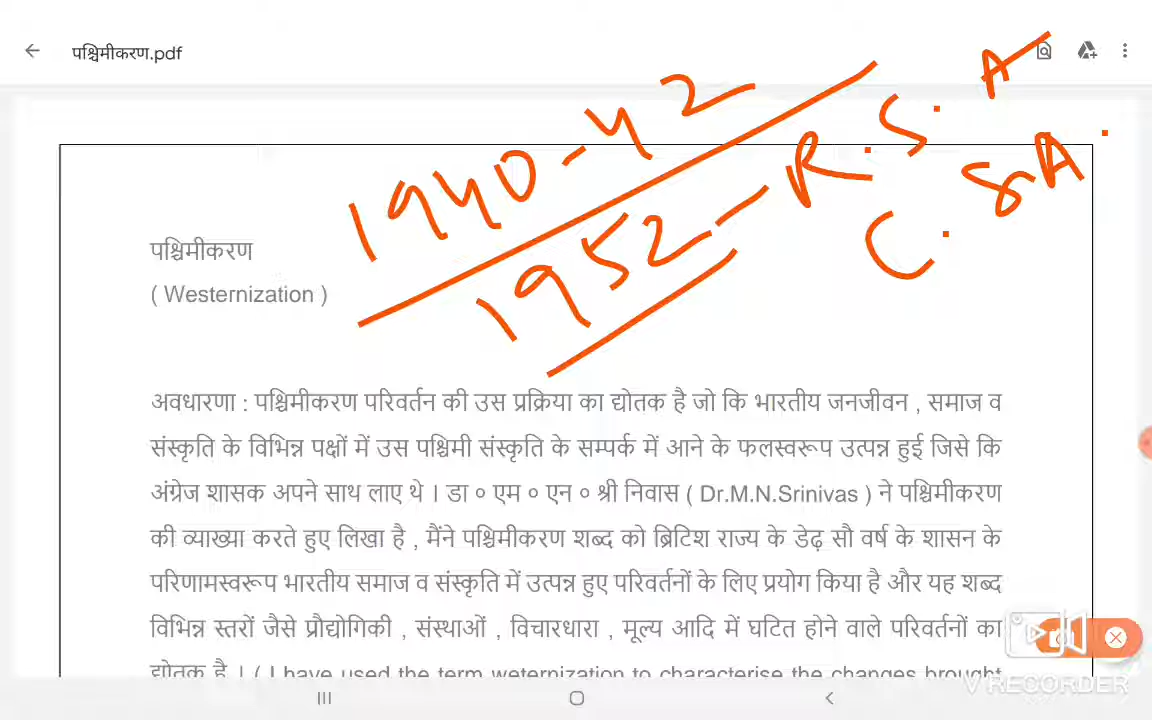 पश्चिमीकरण.pdf
1940-42
1952-R.S.A
C.SA.
पश्चिमीकरण
( Westernization )
अवधारणा : पश्चिमीकरण परिवर्तन की उस प्रक्रिया का द्योतक है जो कि भारतीय जनजीवन , समाज व
संस्कृति के विभिन्न पक्षों में उस पश्चिमी संस्कृति के सम्पर्क में आने के फलस्वरूप उत्पन्न हुई जिसे कि
अंग्रेज शासक अपने साथ लाए थे । डा ० एम ० एन ० श्री निवास ( Dr.M.N.Srinivas ) ने पश्चिमीकरण
की व्याख्या करते हुए लिखा है , मैंने पश्चिमीकरण शब्द को ब्रिटिश राज्य के डेढ़ सौ वर्ष के शासन के
परिणामस्वरूप भारतीय समाज व संस्कृति में उत्पन्न हुए परिवर्तनों के लिए प्रयोग किया है और यह शब्द
विभिन्न स्तरों जैसे प्रौद्योगिकी , संस्थाओं , विचारधारा , मूल्य आदि में घटित होने वाले परिवर्तनों का
द्योतक है । ( I have used the term weternization to characterise the changes brought
V RECORDER